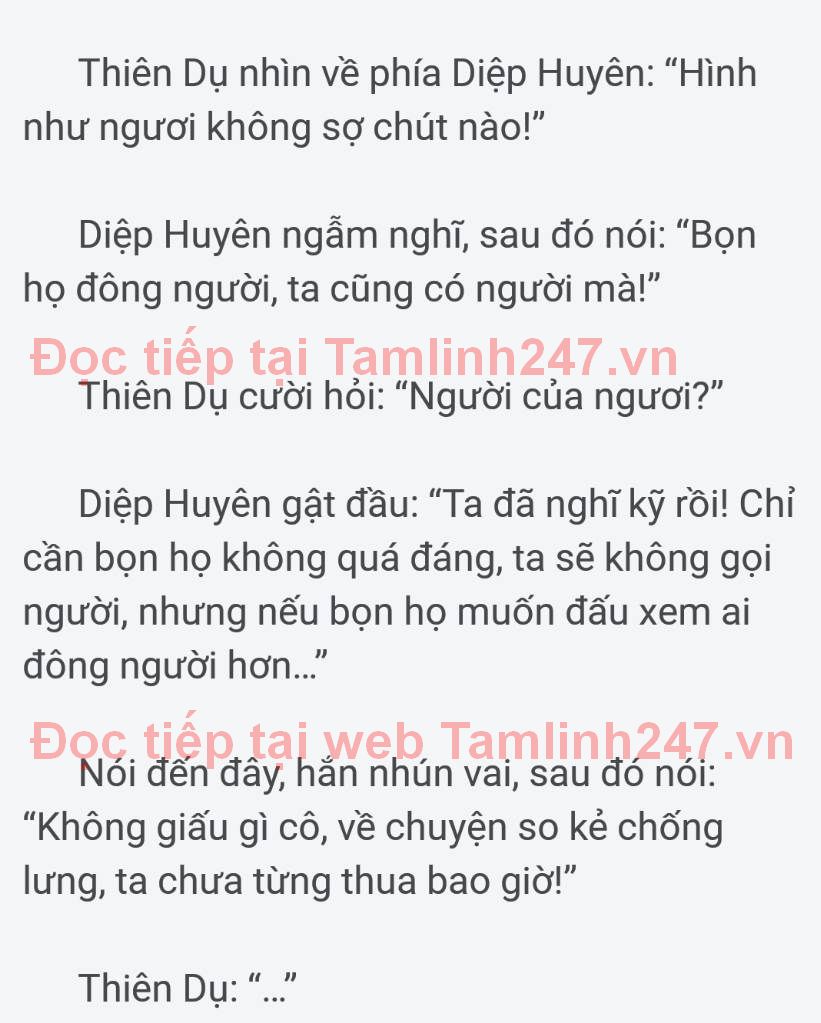 Thiên Dụ nhìn về phía Diệp Huyên: “Hình
như ngươi không sợ chút nào!”
Diệp Huyên ngẫm nghĩ, sau đó nói: “Bọn
họ đông người, ta cũng có người mà!”
Đọc tiếp tại Tamlinh247.vn
Thiên Dụ cười hỏi: “Người của ngươi?”
Diệp Huyên gật đầu: “Ta đã nghĩ kỹ rồi! Chỉ
cần bọn họ không quá đáng, ta sẽ không gọi
người, nhưng nếu bọn họ muốn đấu xem ai
đông người hơn...”
Đọc tiếp tại web Tamlinh247.vn
Nói đến đây, hắn nhún vai, sau đó nói:
“Không giấu gì cô, về chuyện so kẻ chống
lưng, ta chưa từng thua bao giờ!”
Thiên Dụ: “...”